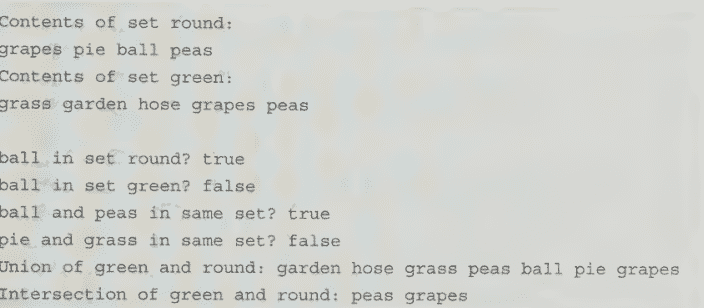 Contents of set round:
grapes pie ball peas
Contents of set green:
grass garden hose grapes peas
ball in set round? true
ball in set green? false
ball and peas in same set? true
pie and grass in same set? false
Union of green and round: garden hose grass peas ball pie grapes
Intersection of green and round: peas grapes